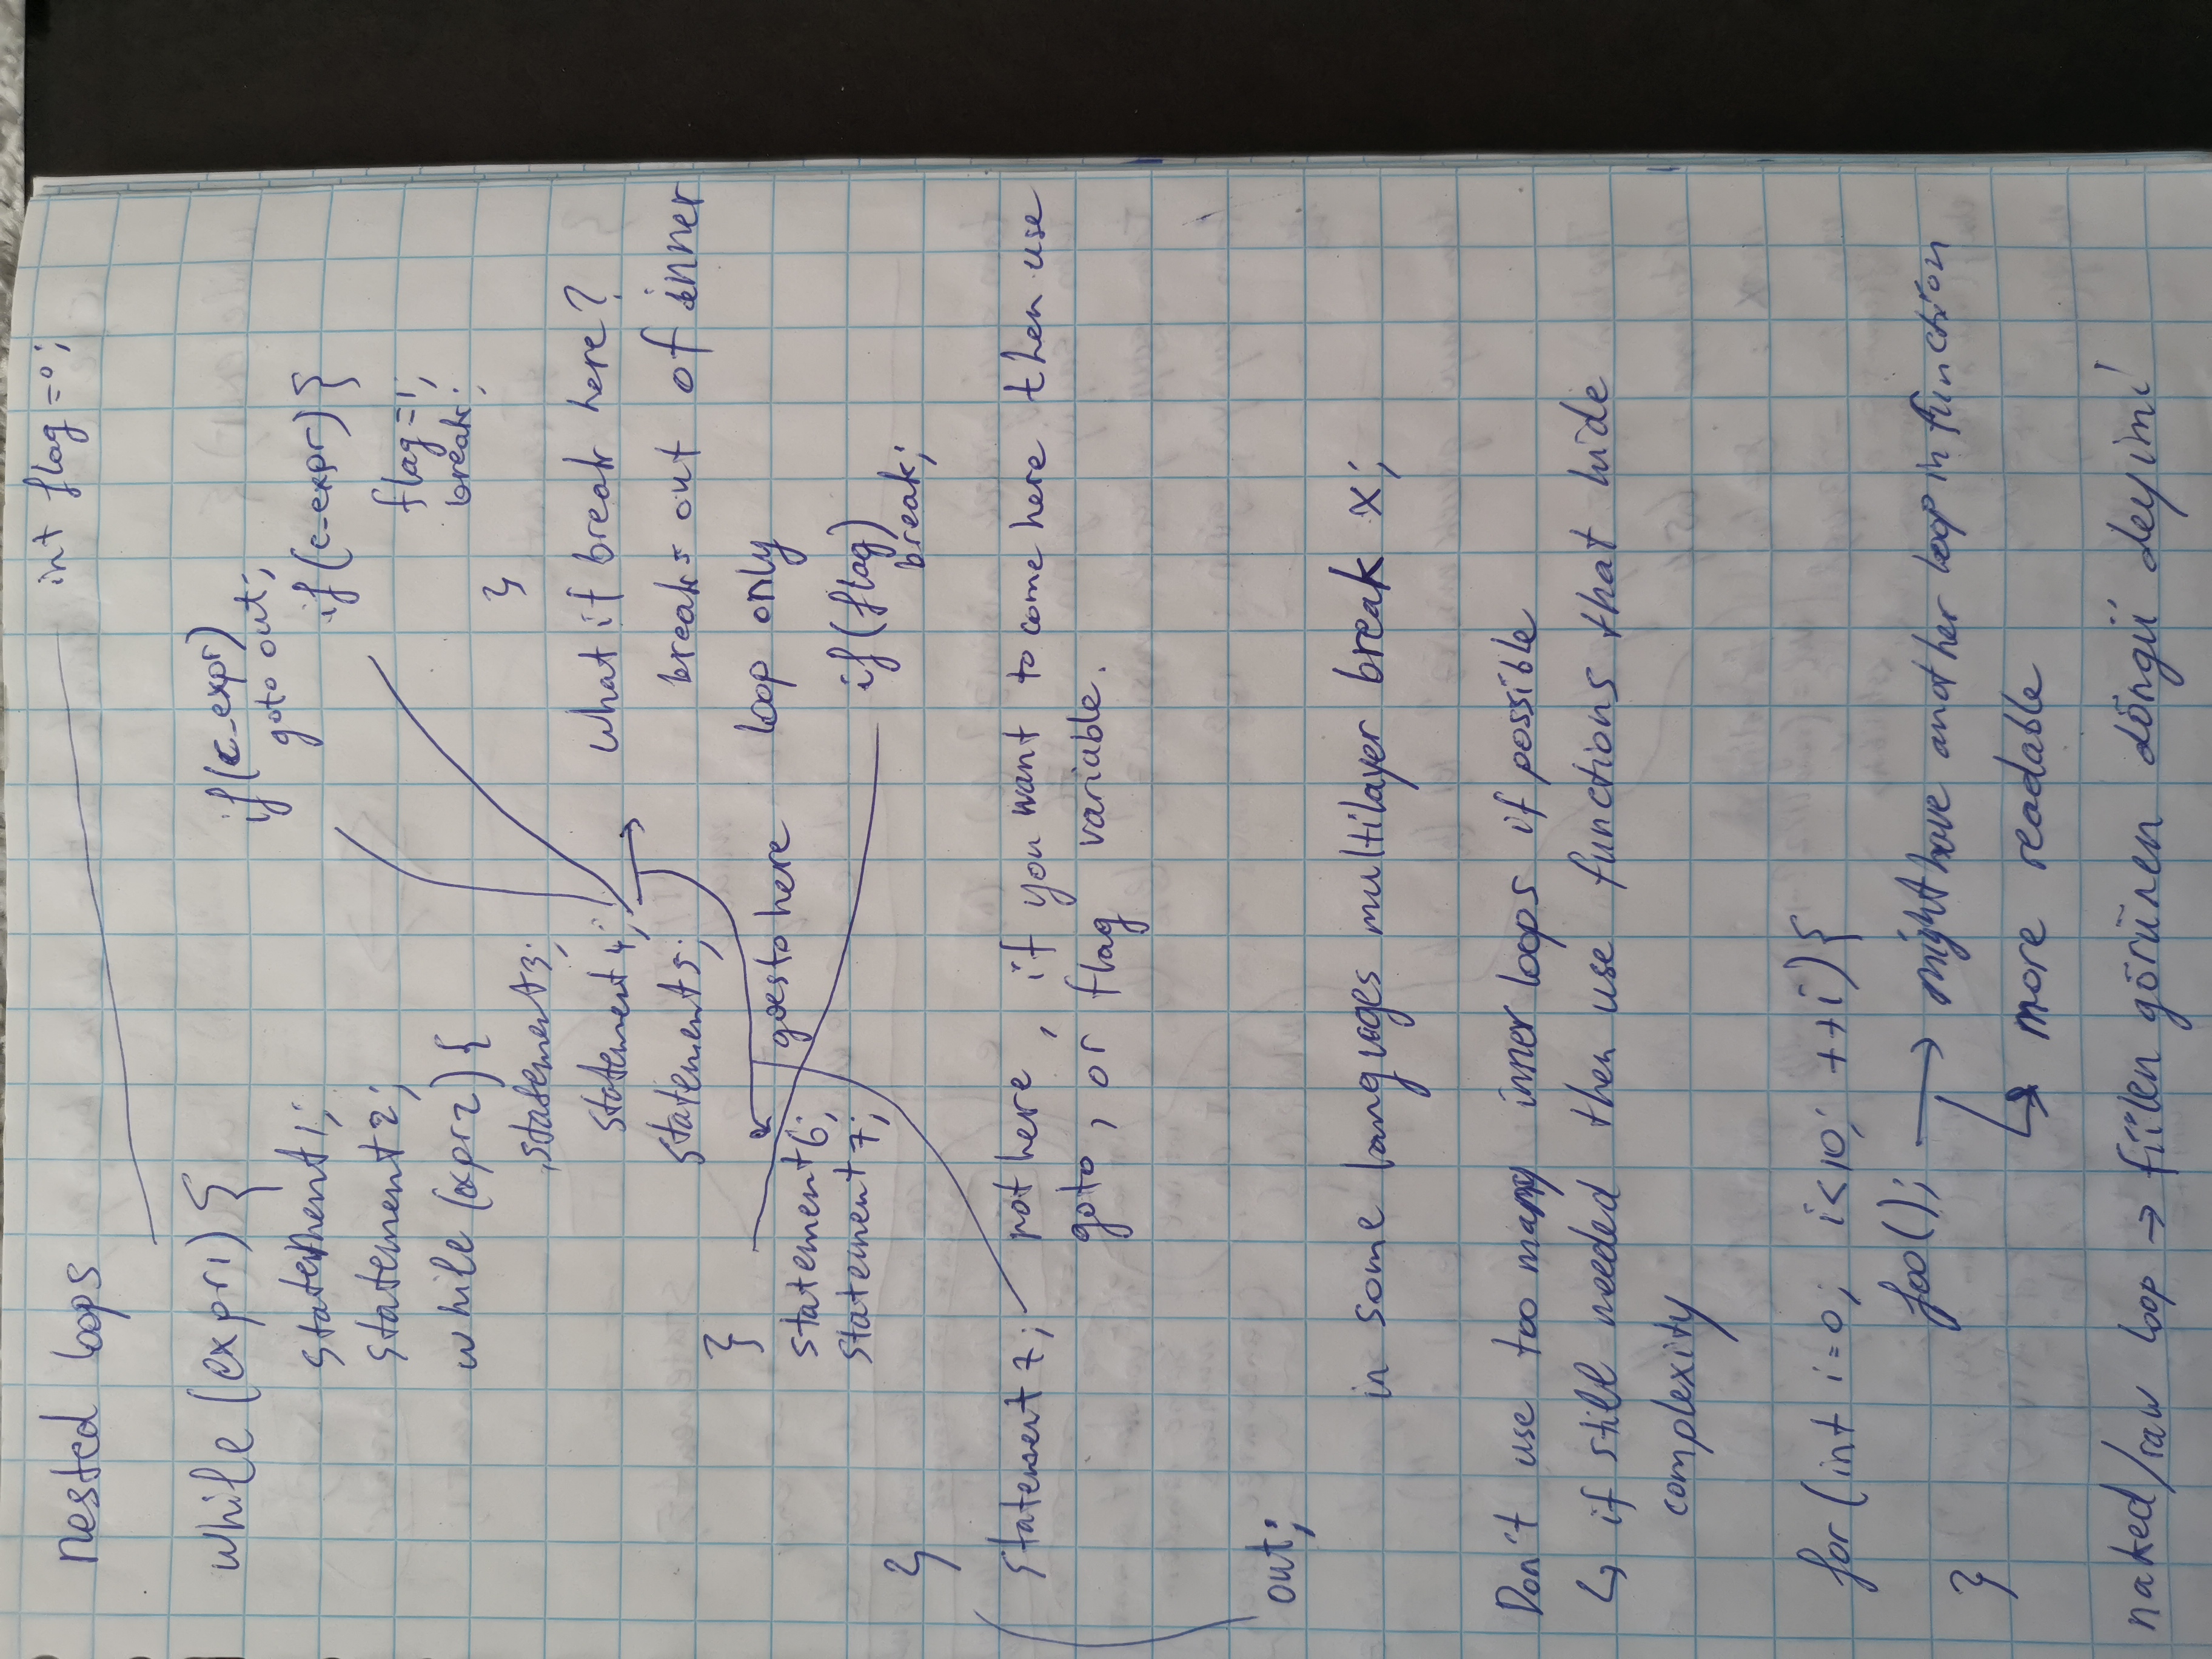 nested loops
int flag = 0;
while (expr1) {
if (c_expr)
goto out;
statement1;
if (c_expr) {
statement2;
flag = 1;
while (expr2) {
break;
}
statement3;
statement4;
what if break here?
statement5;
breaks out of inner
}
goes to here
loop only
statement6;
statement7;
if (flag)
break;
}
statement7;
not here, if you want to come here then use
goto, or flag variable.
out;
in some languages multilayer break x;
Don't use too many inner loops if possible
↳ if still needed then use functions that hide
complexity
for (int i=0; i<10; ++i) {
foo(); → might have another loop in function
}
↳ more readable
naked/raw loop → fiilen görünen döngü deyimi